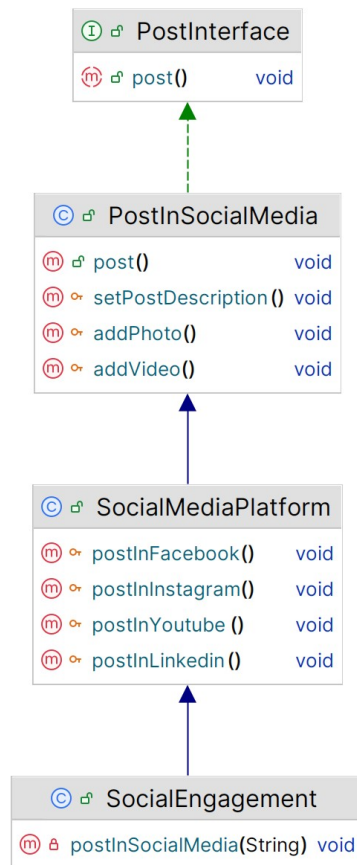 PostInterface
post() void
PostInSocialMedia
post() void
setPostDescription() void
addPhoto() void
addVideo() void
SocialMediaPlatform
postInFacebook() void
postInInstagram() void
postInYoutube () void
postInLinkedin () void
SocialEngagement
postInSocialMedia(String) void